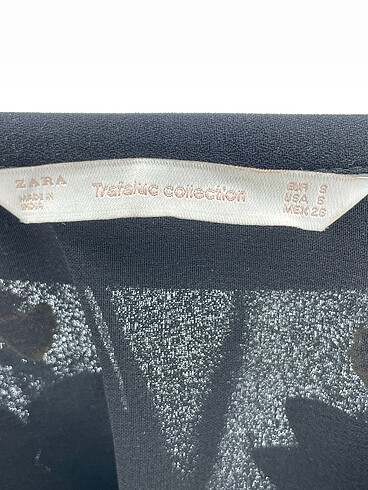 ZARA
MADE IN
INDIA
Trafaluc collection
EUR S
USA S
MEX 26